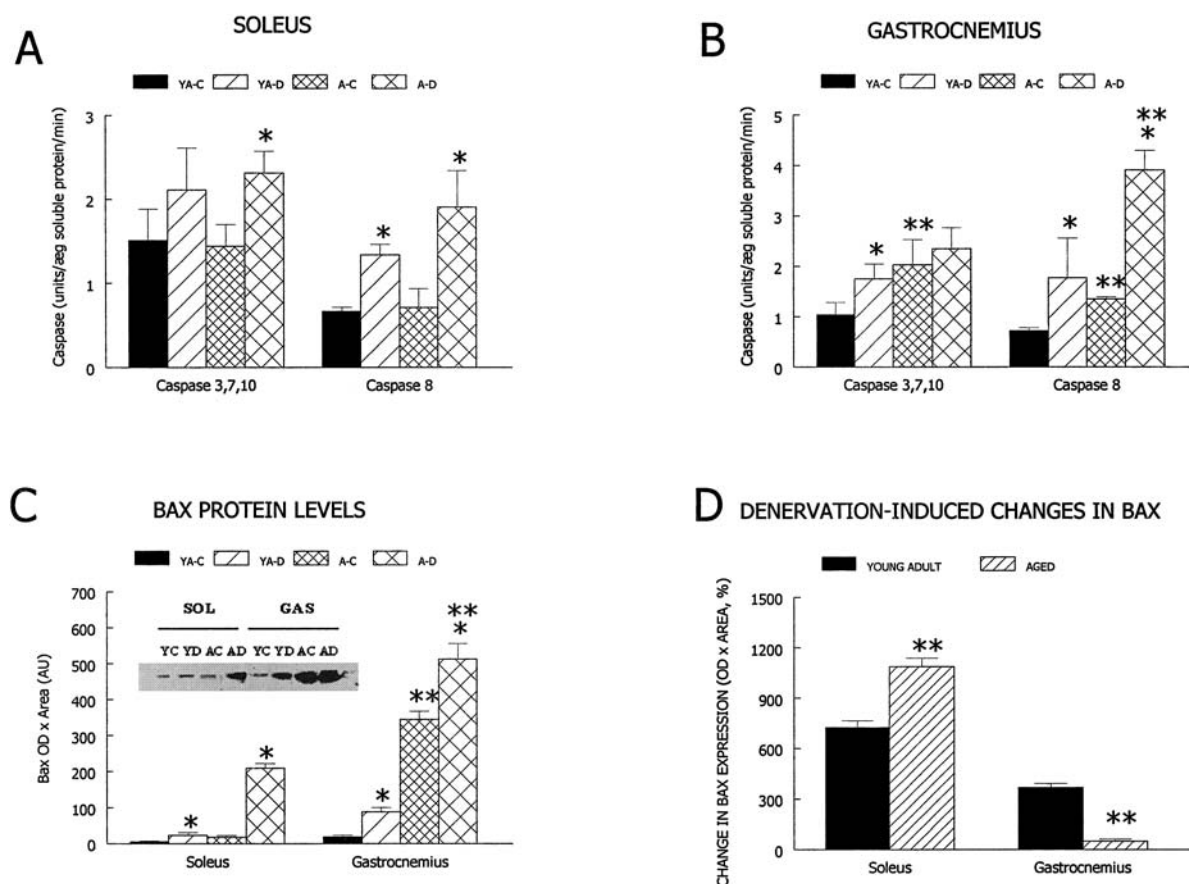 A
SOLEUS
YA-C YA-D A-C A-D
Caspase (units/æg soluble protein/min)
3
2
1
0
*
*
*
Caspase 3,7,10 Caspase 8
B
GASTROCNEMIUS
YA-C YA-D A-C A-D
Caspase (units/æg soluble protein/min)
5
4
3
2
1
0
* ** * ** ** *
Caspase 3,7,10 Caspase 8
C
BAX PROTEIN LEVELS
YA-C YA-D A-C A-D
Bax OD x Area (AU)
700
600
500
400
300
200
100
0
SOL GAS
YC YD AC AD YC YD AC AD
* * * ** ** *
Soleus Gastrocnemius
D
DENERVATION-INDUCED CHANGES IN BAX
YOUNG ADULT AGED
CHANGE IN BAX EXPRESSION (OD x AREA, %)
1500
1200
900
600
300
0
** **
Soleus Gastrocnemius